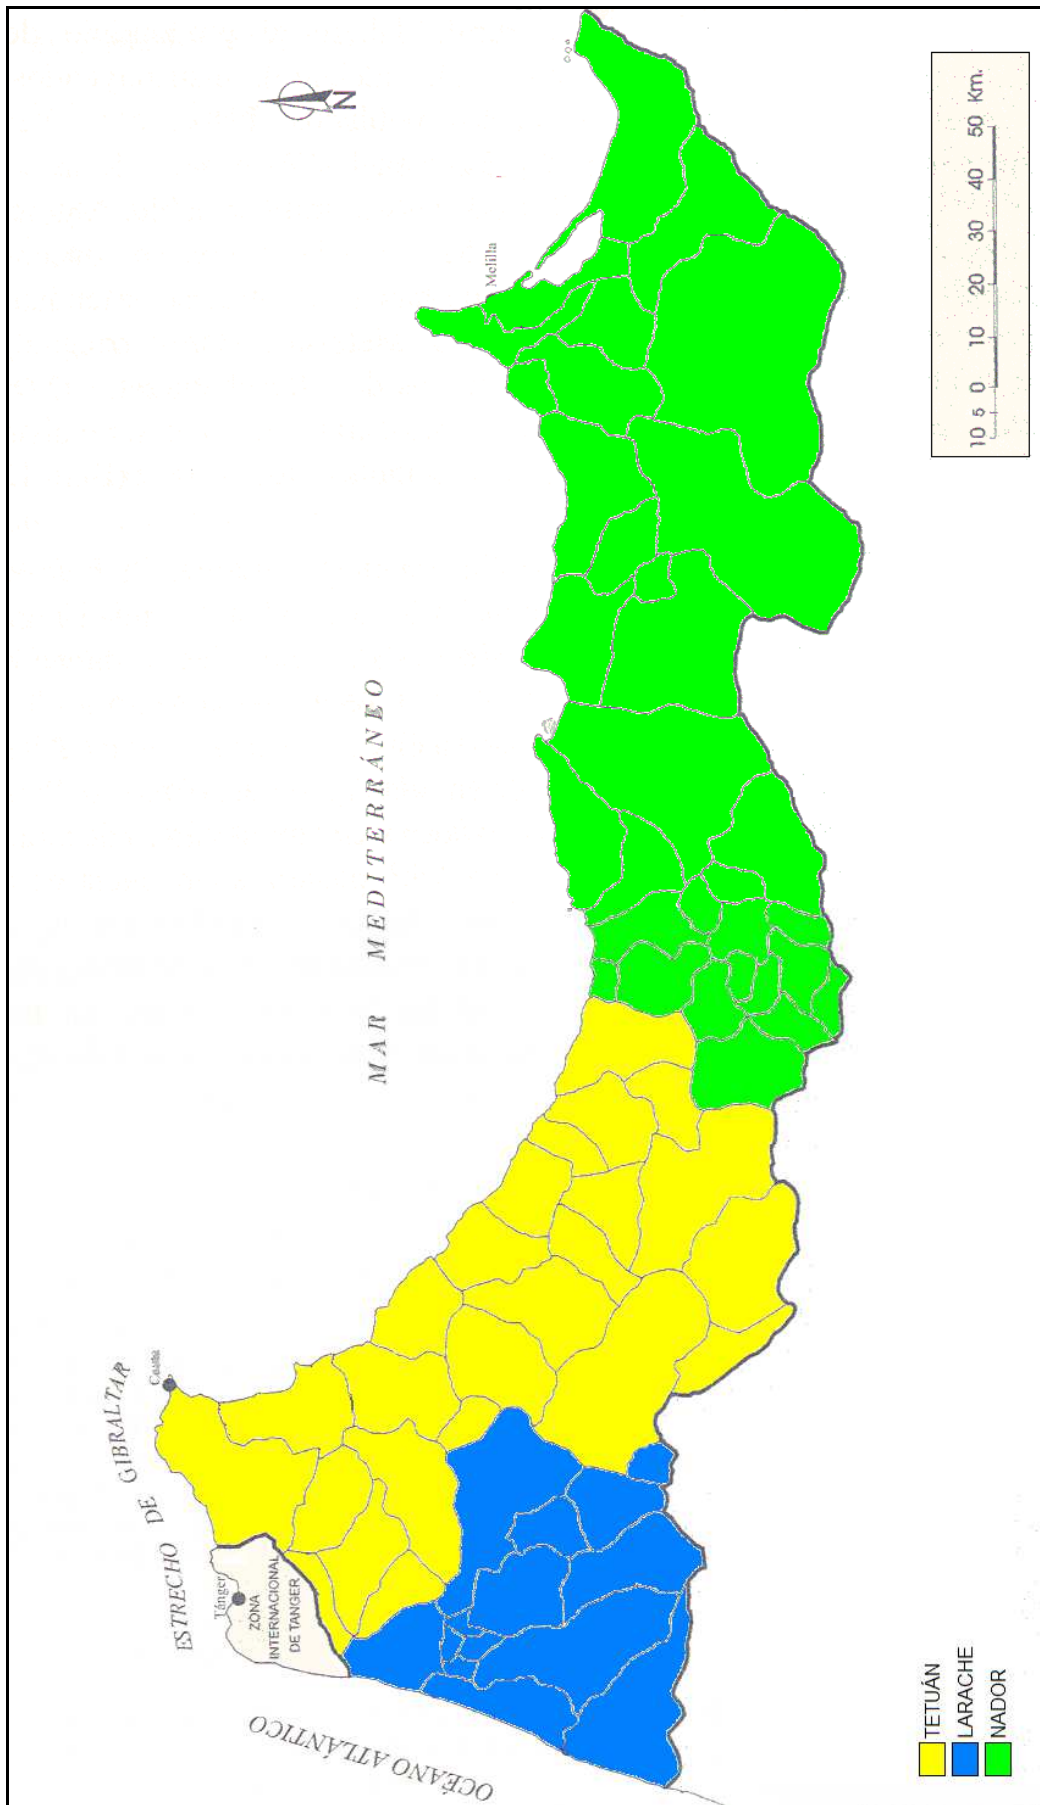 N
ESTRECHO DE GIBRALTAR
Ceuta
Tánger
ZONA
INTERNACIONAL
DE TANGER
OCÉANO ATLÁNTICO
MAR MEDITERRÁNEO
Melilla
TETUÁN
LARACHE
NADOR
10 5 0 10 20 30 40 50 Km.